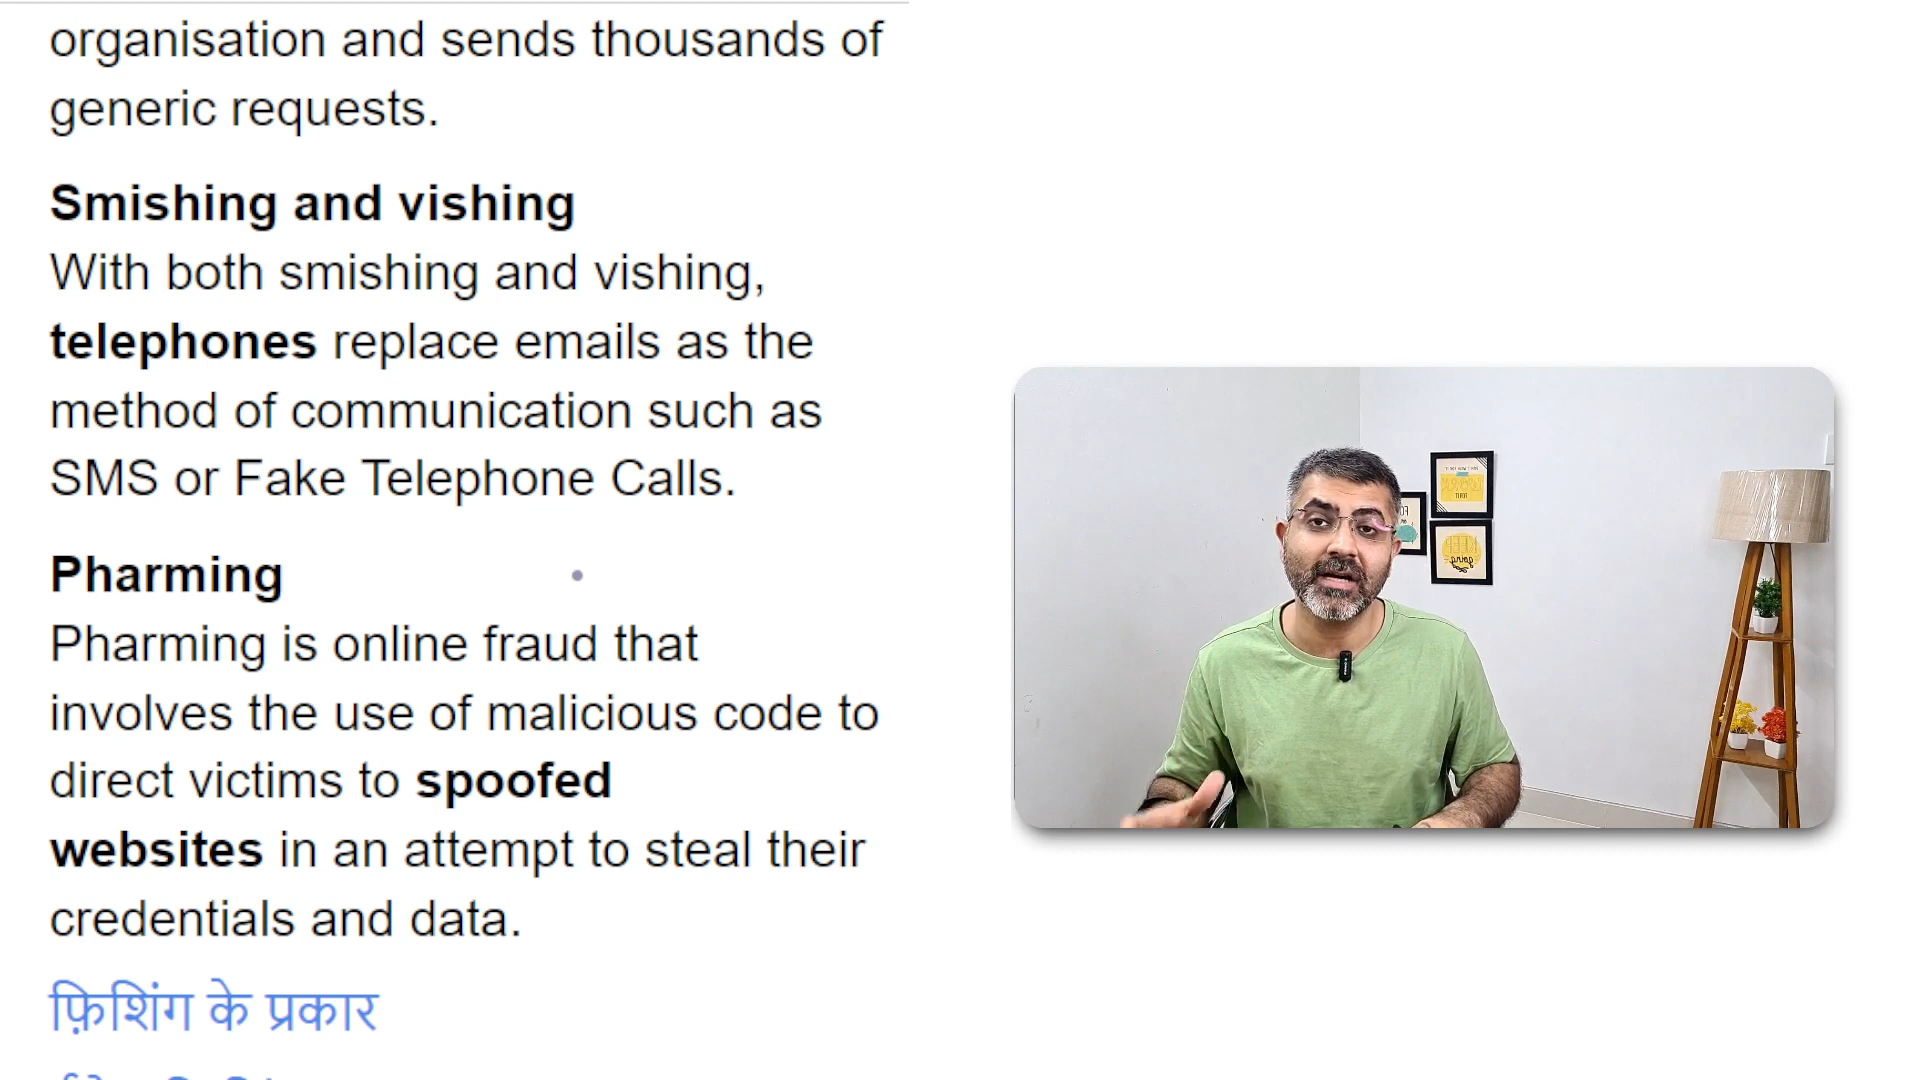 organisation and sends thousands of
generic requests.
Smishing and vishing
With both smishing and vishing,
telephones replace emails as the
method of communication such as
SMS or Fake Telephone Calls.
Pharming
Pharming is online fraud that
involves the use of malicious code to
direct victims to spoofed
websites in an attempt to steal their
credentials and data.
फ़िशिंग के प्रकार